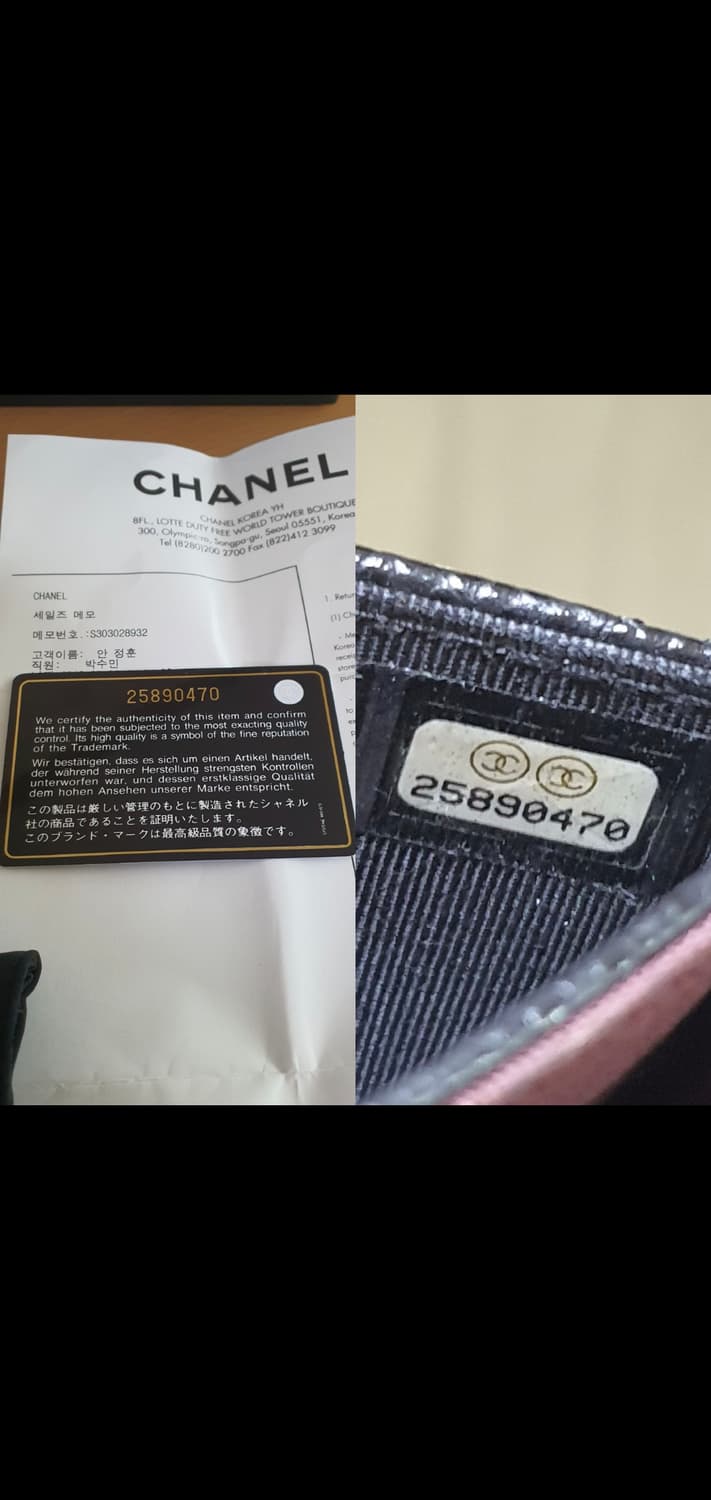 CHANEL
CHANEL KOREA YH
8FL., LOTTE DUTY FREE WORLD TOWER BOUTIQUE
300, Olympic-ro, Songpa-gu, Seoul 05551, Korea
Tel (8280)200 2700 Fax (822)412 3099
CHANEL
세일즈 메모
메모번호.:S303028932
고객이름: 안 정훈
직원: 박수민
1. Retur
(1) Cl
- Me
Korea
rece
store
purc
25890470
We certify the authenticity of this item and confirm
that it has been subjected to the most exacting quality
control. Its high quality is a symbol of the fine reputation
of the Trademark.
Wir bestätigen, dass es sich um einen Artikel handelt,
der während seiner Herstellung strengsten Kontrollen
unterworfen war, und dessen erstklassige Qualität
dem hohen Ansehen unserer Marke entspricht.
この製品は厳しい管理のもとに製造されたシャネル
社の商品であることを証明いたします。
このブランド・マークは最高級品質の象徴です。
25890470